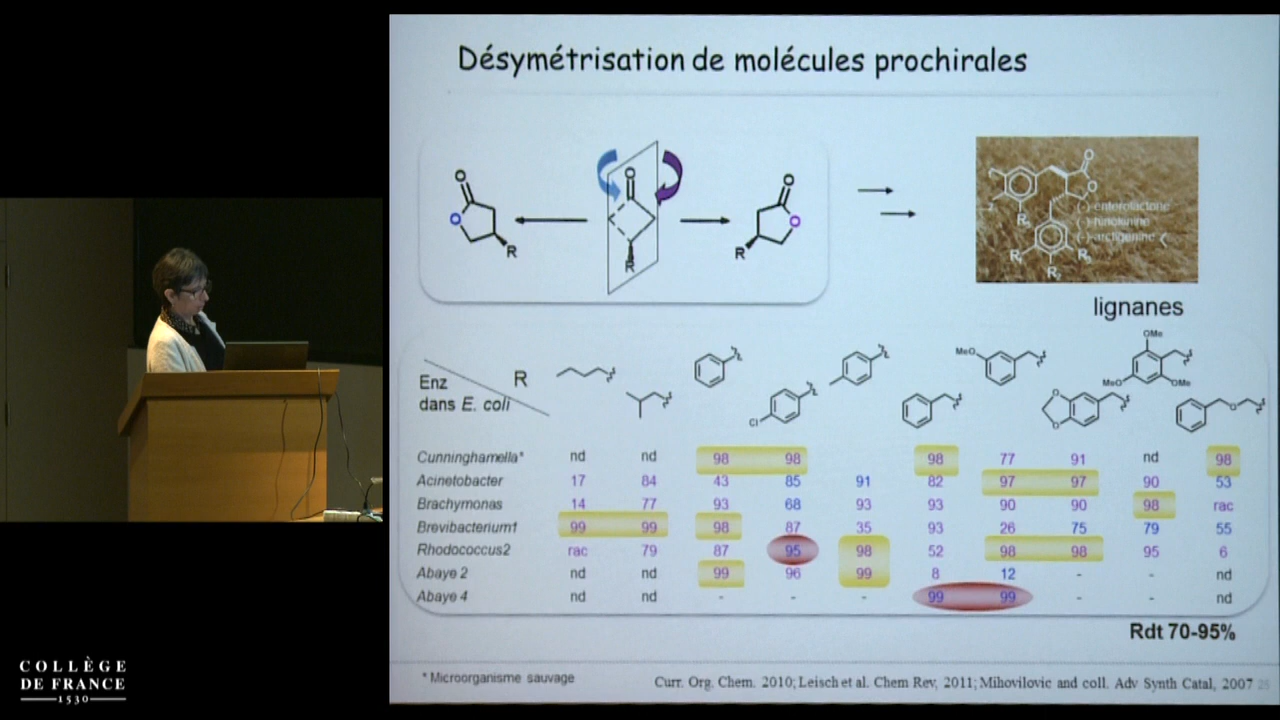 Désymétrisation de molécules prochirales
O
O
R
O
R
O
O
R
O
O
R₁
R₂
R₃
(-)-enterolactone
(-)-hinokinine
(-)-arctigenine
lignanes
Enz
dans E. coli
R
Cl
MeO
O
O
OMe
MeO
OMe
O
Cunninghamella* nd nd 98 98 98 77 91 nd 98
Acinetobacter 17 84 43 85 91 82 97 97 90 53
Brachymonas 14 77 93 68 93 93 90 90 98 rac
Brevibacterium1 99 99 98 87 35 93 26 75 79 55
Rhodococcus2 rac 79 87 95 98 52 98 98 95 6
Abaye 2 nd nd 99 96 99 8 12 - - nd
Abaye 4 nd nd - - - 99 99 - - nd
Rdt 70-95%
* Microorganisme sauvage
Curr. Org. Chem. 2010; Leisch et al. Chem Rev, 2011; Mihovilovic and coll. Adv Synth Catal, 2007
COLLÈGE
DE FRANCE
1530